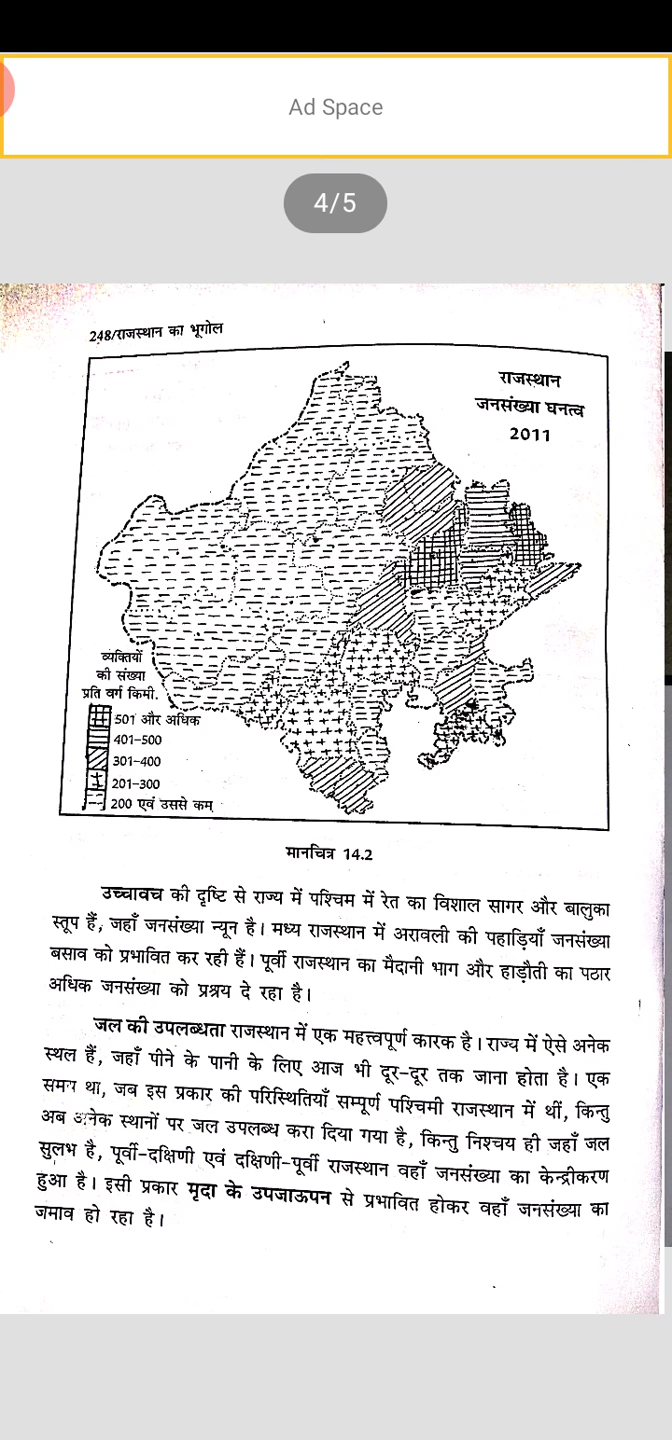 Ad Space
4/5
248/राजस्थान का भूगोल
राजस्थान
जनसंख्या घनत्व
2011
व्यक्तियों
की संख्या
प्रति वर्ग किमी.
501 और अधिक
401-500
301-400
201-300
200 एवं उससे कम
मानचित्र 14.2
उच्चावच की दृष्टि से राज्य में पश्चिम में रेत का विशाल सागर और बालुका
स्तूप हैं, जहाँ जनसंख्या न्यून है। मध्य राजस्थान में अरावली की पहाड़ियाँ जनसंख्या
बसाव को प्रभावित कर रही हैं। पूर्वी राजस्थान का मैदानी भाग और हाड़ौती का पठार
अधिक जनसंख्या को प्रश्रय दे रहा है।
जल की उपलब्धता राजस्थान में एक महत्त्वपूर्ण कारक है। राज्य में ऐसे अनेक
स्थल हैं, जहाँ पीने के पानी के लिए आज भी दूर-दूर तक जाना होता है। एक
समय था, जब इस प्रकार की परिस्थितियाँ सम्पूर्ण पश्चिमी राजस्थान में थीं, किन्तु
अब अनेक स्थानों पर जल उपलब्ध करा दिया गया है, किन्तु निश्चय ही जहाँ जल
सुलभ है, पूर्वी-दक्षिणी एवं दक्षिणी-पूर्वी राजस्थान वहाँ जनसंख्या का केन्द्रीकरण
हुआ है। इसी प्रकार मृदा के उपजाऊपन से प्रभावित होकर वहाँ जनसंख्या का
जमाव हो रहा है।